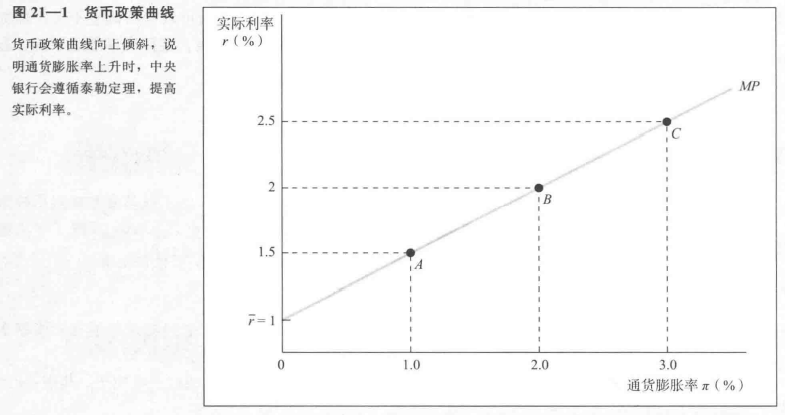 图 21—1 货币政策曲线
货币政策曲线向上倾斜，说
明通货膨胀率上升时，中央
银行会遵循泰勒定理，提高
实际利率。
实际利率
r（%）
MP
2.5
C
2
B
1.5
A
r̅ = 1
0
1.0
2.0
3.0
通货膨胀率 π（%）